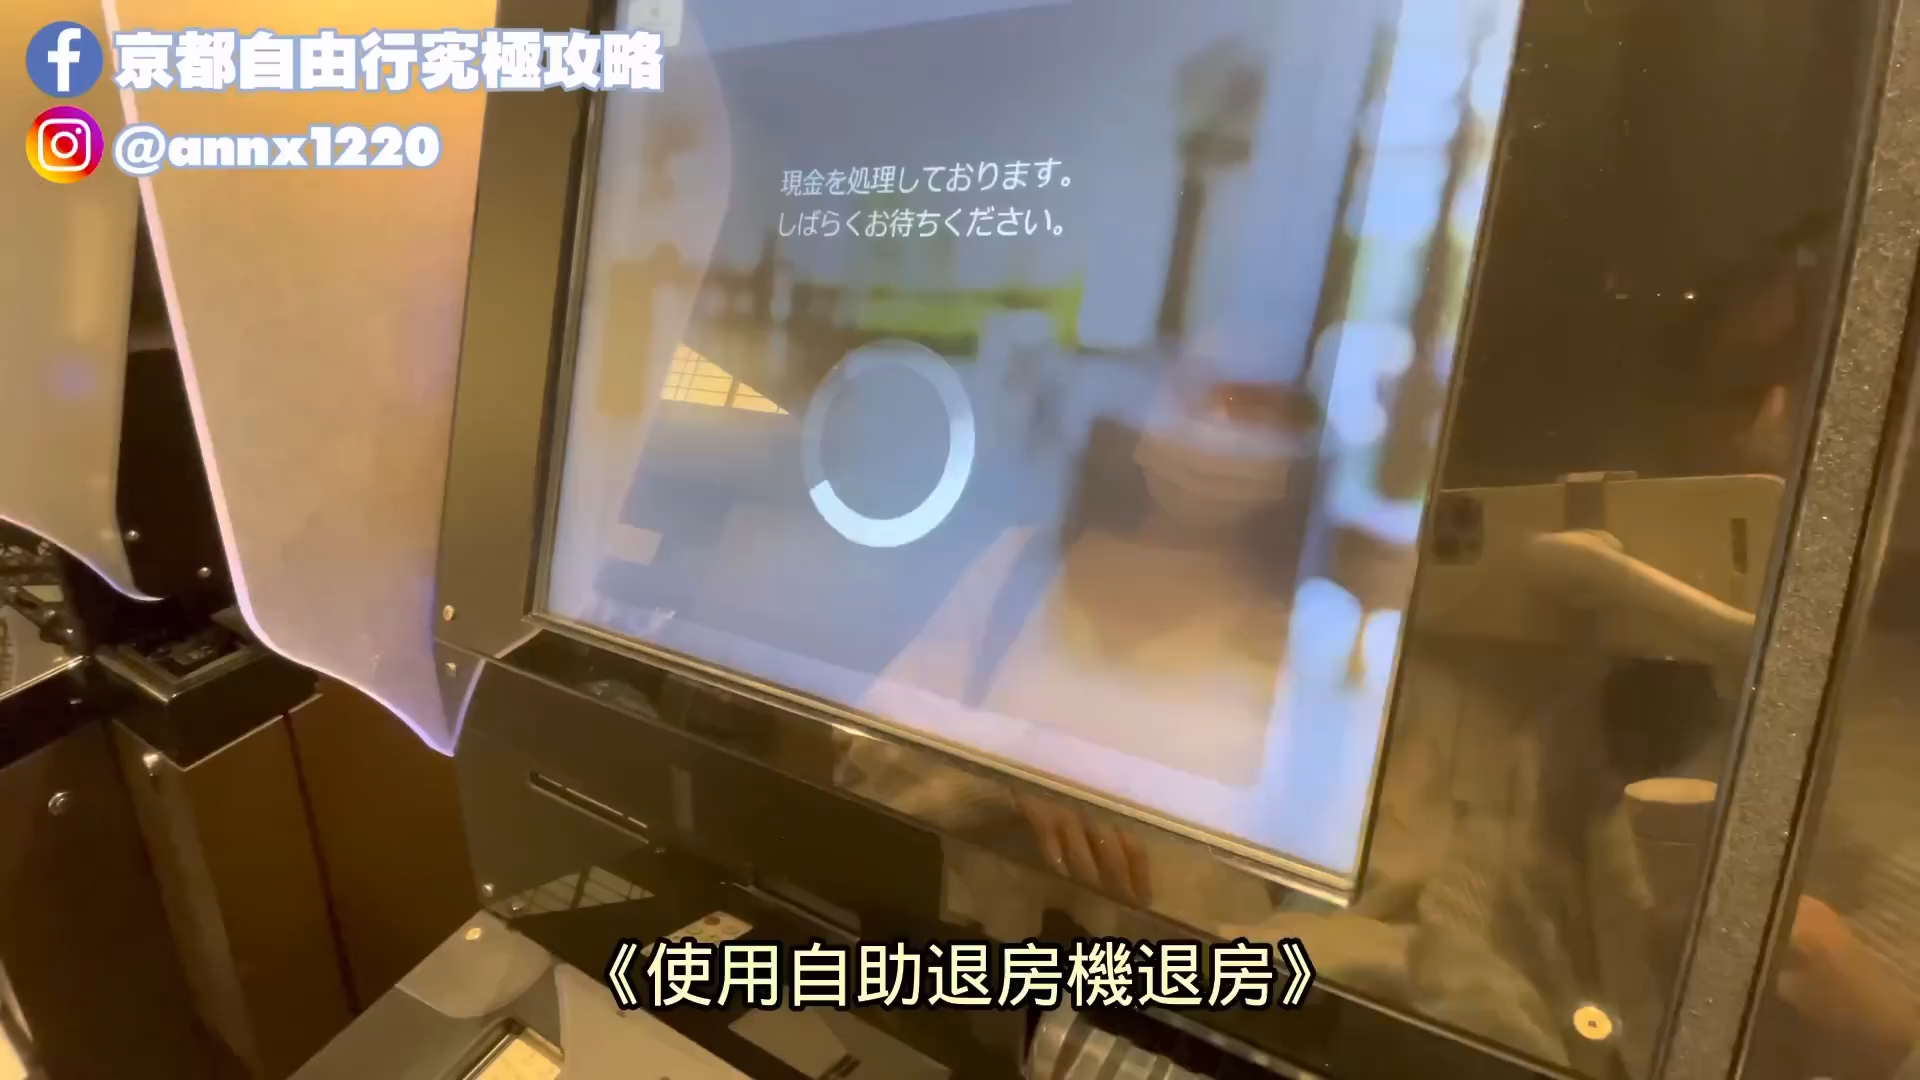 京都自由行究極攻略
@annx1220
現金を処理しております。
しばらくお待ちください。
《使用自助退房機退房》